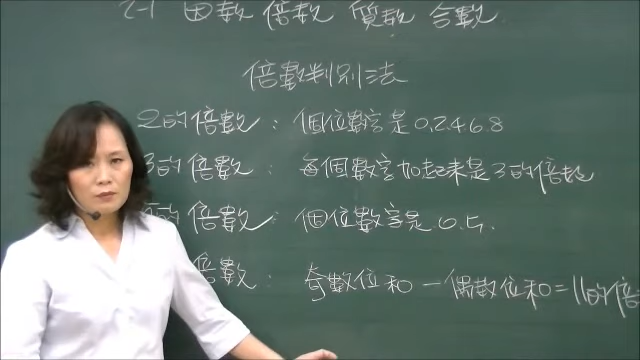 2-1 因數 倍數 質數 合數
倍數判別法
2的倍數：個位數字是0.2.4.6.8
3的倍數：每個數字加起來是3的倍數
的倍數：個位數字是0.5.
倍數：奇數位和－偶數位和=11的倍